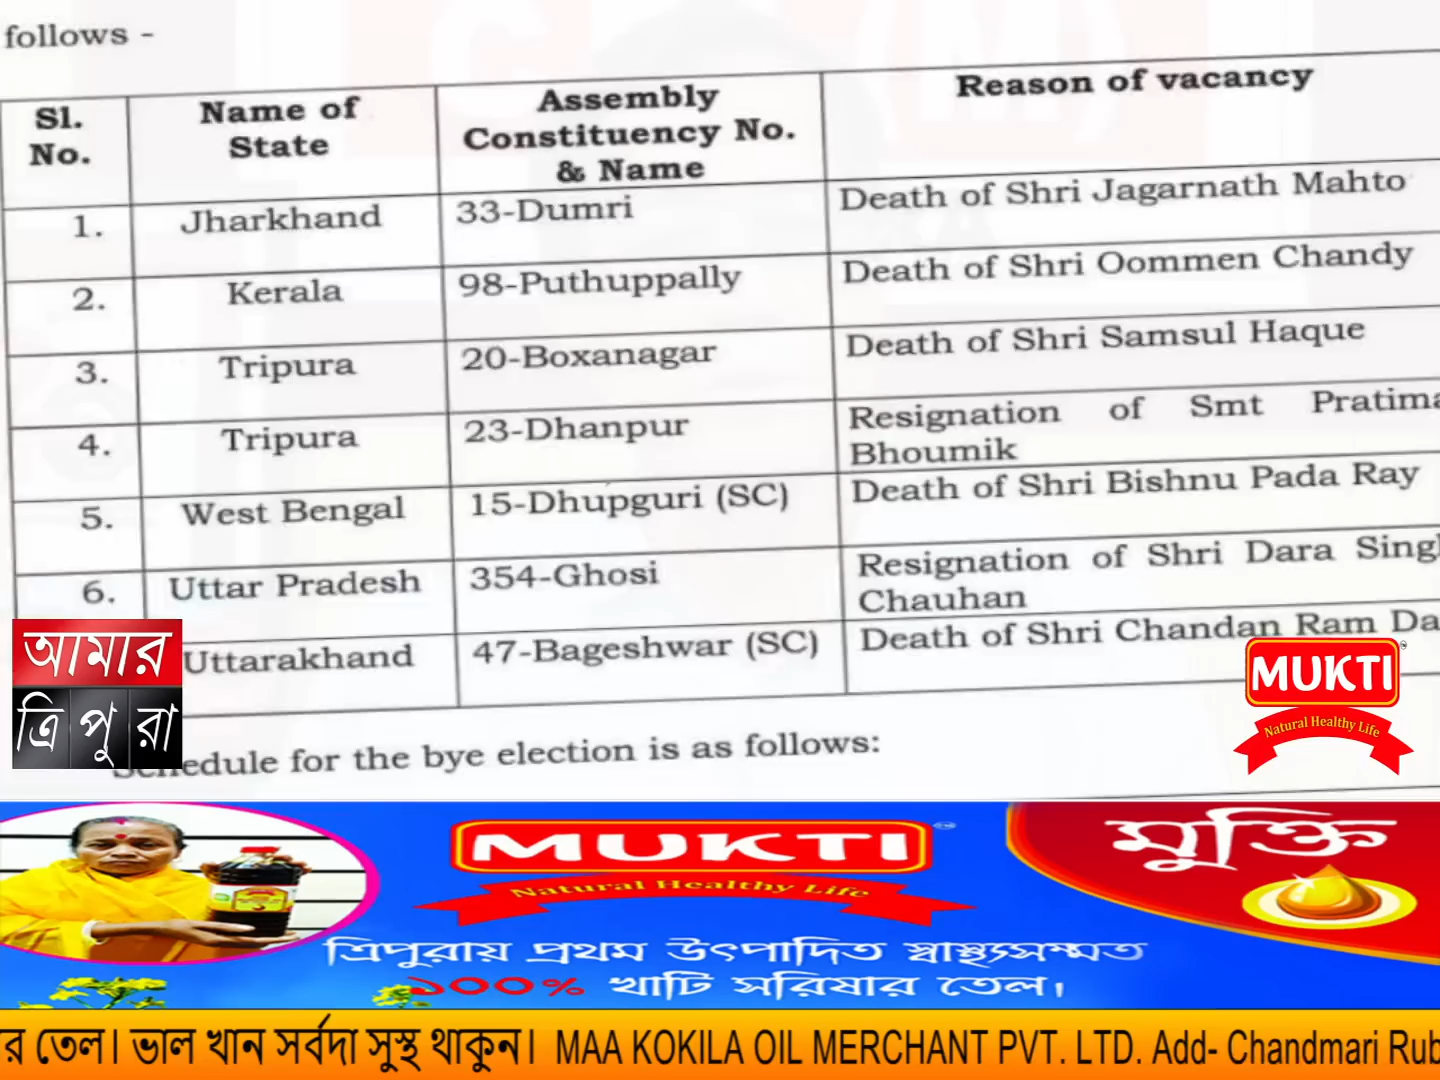 follows -
Sl. No.
Name of State
Assembly Constituency No. & Name
Reason of vacancy
1. Jharkhand 33-Dumri Death of Shri Jagarnath Mahto
2. Kerala 98-Puthuppally Death of Shri Oommen Chandy
3. Tripura 20-Boxanagar Death of Shri Samsul Haque
4. Tripura 23-Dhanpur Resignation of Smt Pratima
Bhoumik
5. West Bengal 15-Dhupguri (SC) Death of Shri Bishnu Pada Ray
6. Uttar Pradesh 354-Ghosi Resignation of Shri Dara Singh
Chauhan
Uttarakhand 47-Bageshwar (SC) Death of Shri Chandan Ram Da
Schedule for the bye election is as follows:
আমার
ত্রিপুরা
MUKTI
Natural Healthy Life
MUKTI
Natural Healthy Life
মুক্তি
ত্রিপুরায় প্রথম উৎপাদিত স্বাস্থ্যসম্মত
১০০% খাটি সরিষার তেল।
র তেল। ভাল খান সর্বদা সুস্থ থাকুন। MAA KOKILA OIL MERCHANT PVT. LTD. Add- Chandmari Rub